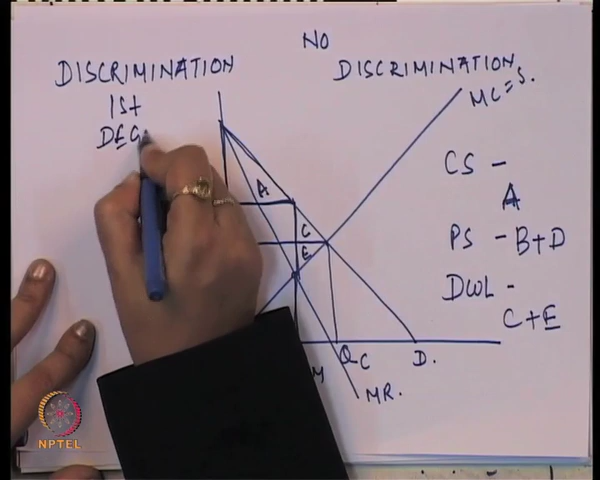 NO
DISCRIMINATION
DISCRIMINATION
1st
DEG
MC=S.
CS -
A
PS - B+D
DWL -
C+E
A
C
E
M
QC
D.
MR.
NPTEL